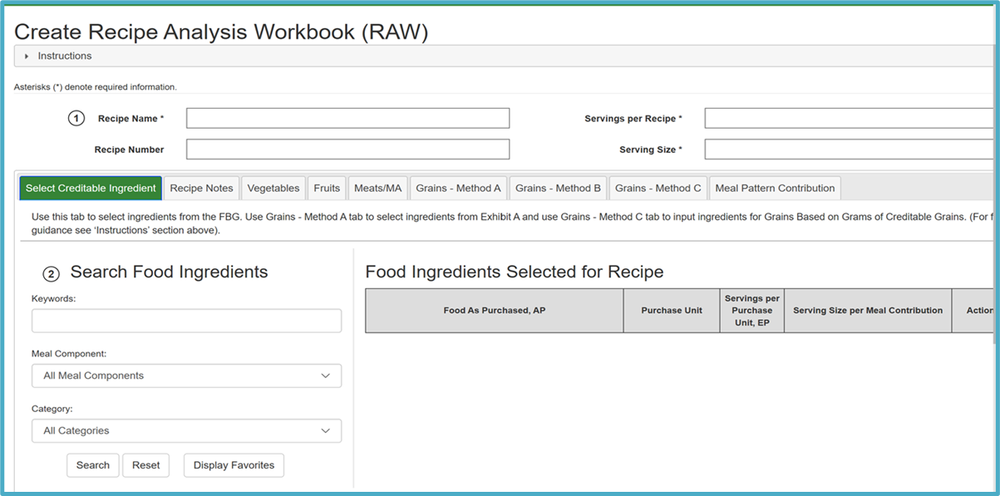 Create Recipe Analysis Workbook (RAW)
Instructions
Asterisks (*) denote required information.
1 Recipe Name *
Servings per Recipe *
Recipe Number
Serving Size *
Select Creditable Ingredient
Recipe Notes
Vegetables
Fruits
Meats/MA
Grains - Method A
Grains - Method B
Grains - Method C
Meal Pattern Contribution
Use this tab to select ingredients from the FBG. Use Grains - Method A tab to select ingredients from Exhibit A and use Grains - Method C tab to input ingredients for Grains Based on Grams of Creditable Grains. (For f
guidance see ‘Instructions’ section above).
2 Search Food Ingredients
Keywords:
Meal Component:
All Meal Components
Category:
All Categories
Search
Reset
Display Favorites
Food Ingredients Selected for Recipe
Food As Purchased, AP
Purchase Unit
Servings per
Purchase
Unit, EP
Serving Size per Meal Contribution
Action